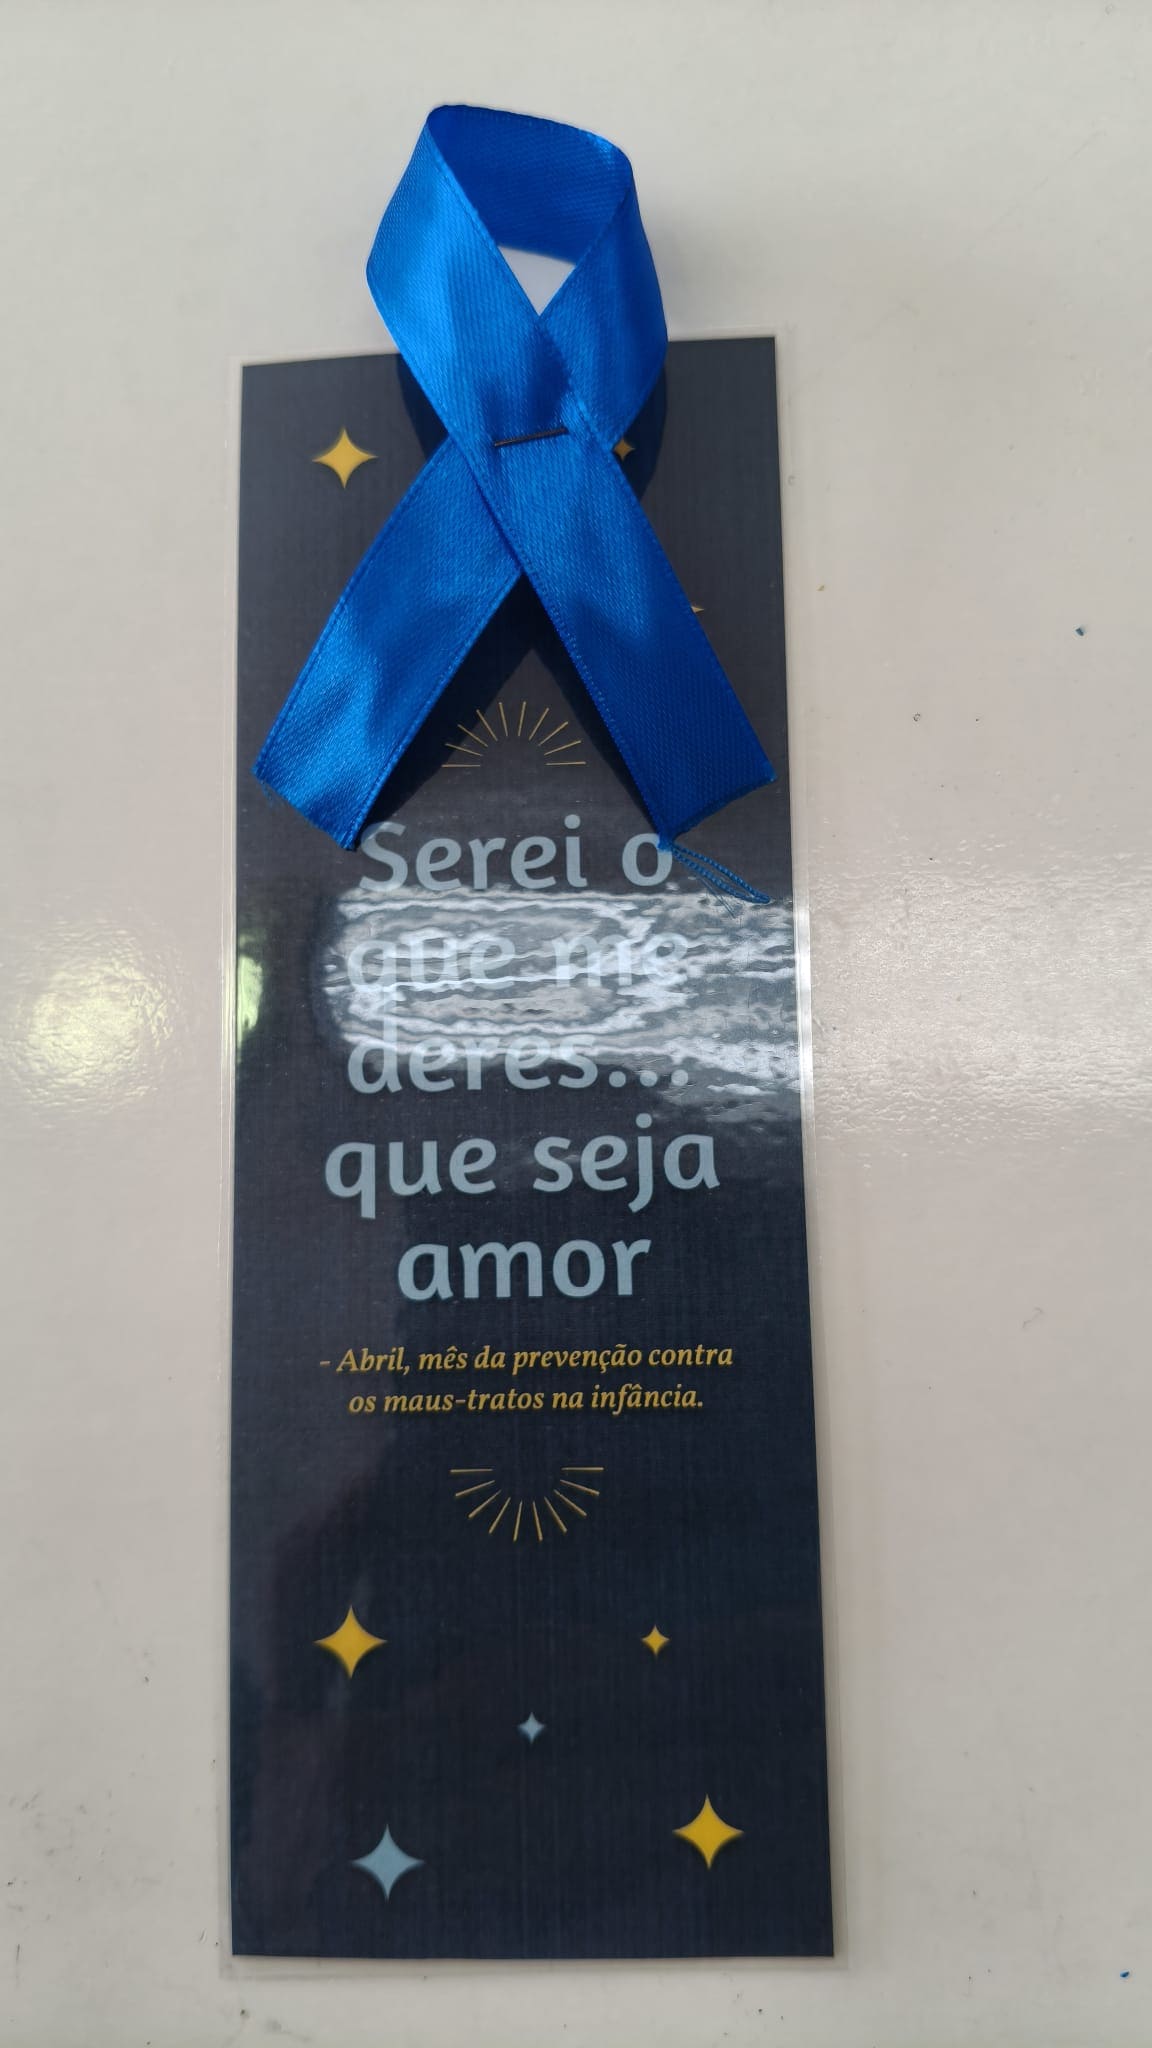 Serei o
que me
deres...
que seja
amor
- Abril, mês da prevenção contra
os maus-tratos na infância.